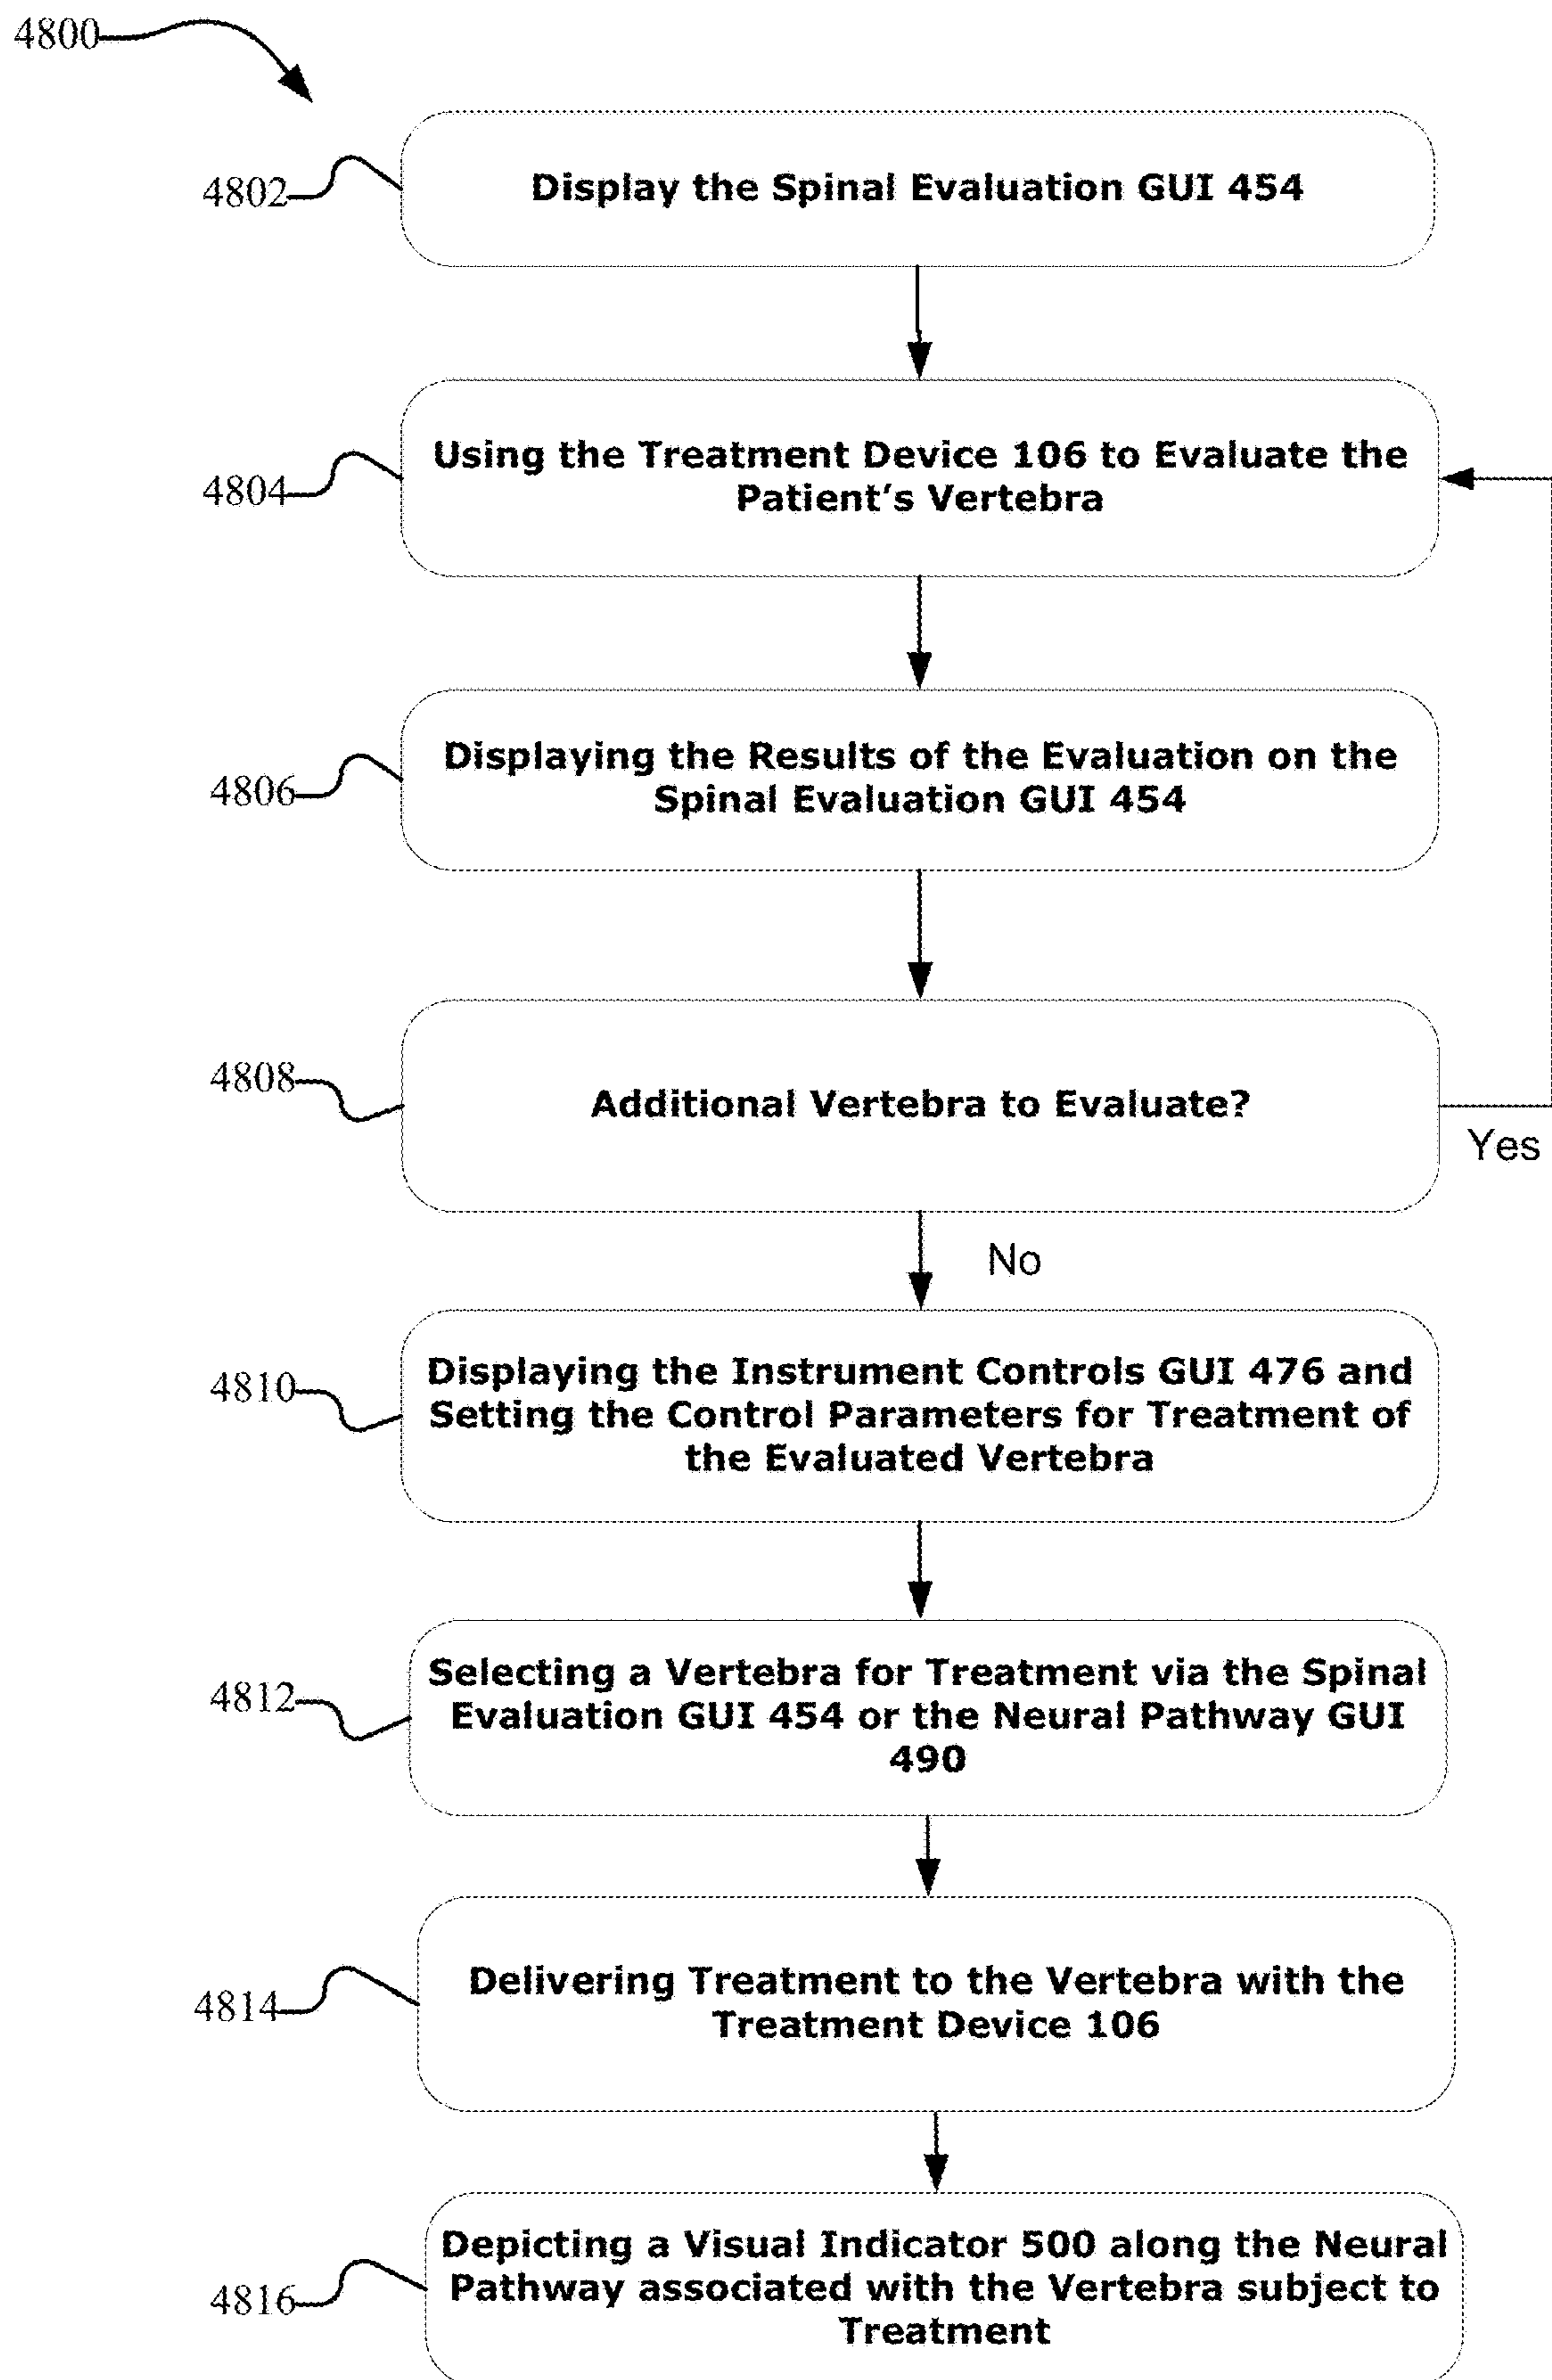 4800
4802
Display the Spinal Evaluation GUI 454
4804
Using the Treatment Device 106 to Evaluate the
Patient’s Vertebra
4806
Displaying the Results of the Evaluation on the
Spinal Evaluation GUI 454
4808
Additional Vertebra to Evaluate?
Yes
No
4810
Displaying the Instrument Controls GUI 476 and
Setting the Control Parameters for Treatment of
the Evaluated Vertebra
4812
Selecting a Vertebra for Treatment via the Spinal
Evaluation GUI 454 or the Neural Pathway GUI
490
4814
Delivering Treatment to the Vertebra with the
Treatment Device 106
4816
Depicting a Visual Indicator 500 along the Neural
Pathway associated with the Vertebra subject to
Treatment